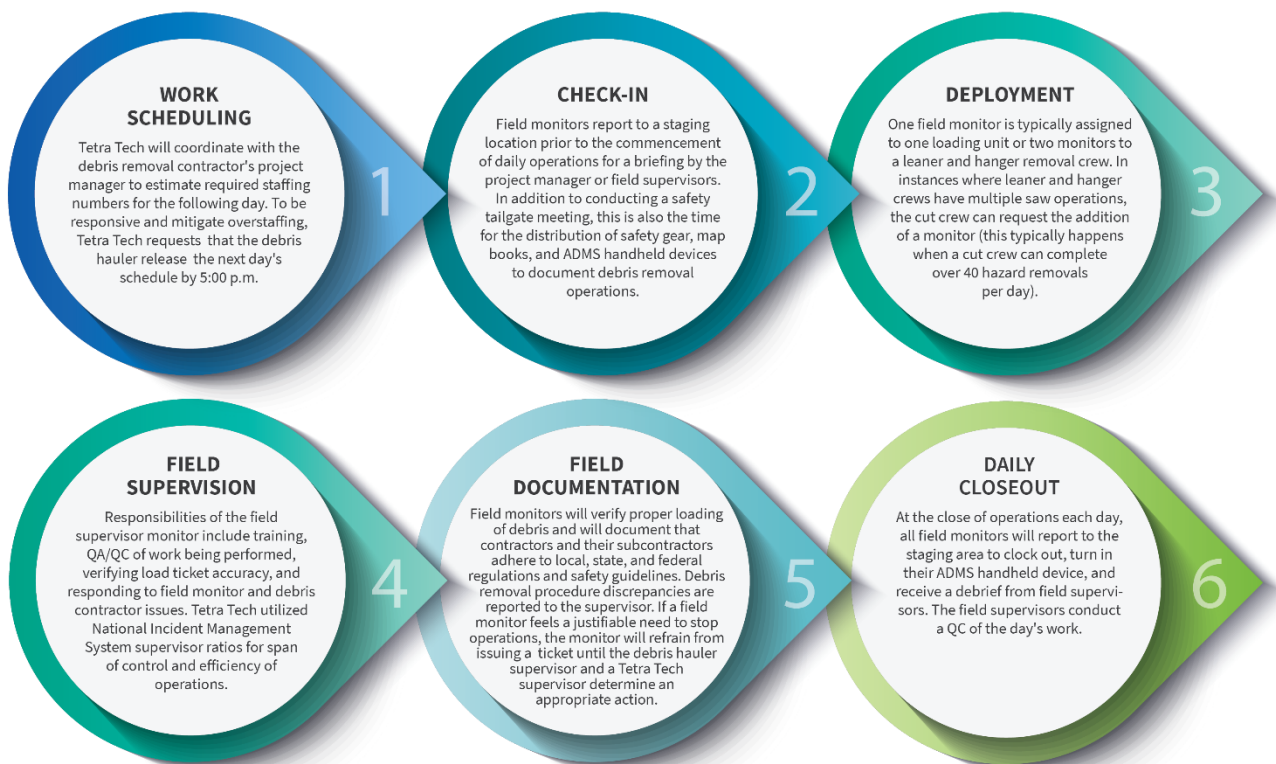 WORK
SCHEDULING
Tetra Tech will coordinate with the
debris removal contractor's project
manager to estimate required staffing
numbers for the following day. To be
responsive and mitigate overstaffing,
Tetra Tech requests that the debris
hauler release the next day's
schedule by 5:00 p.m.
1
CHECK-IN
Field monitors report to a staging
location prior to the commencement
of daily operations for a briefing by the
project manager or field supervisors.
In addition to conducting a safety
tailgate meeting, this is also the time
for the distribution of safety gear, map
books, and ADMS handheld devices
to document debris removal
operations.
2
DEPLOYMENT
One field monitor is typically assigned
to one loading unit or two monitors to
a leaner and hanger removal crew. In
instances where leaner and hanger
crews have multiple saw operations,
the cut crew can request the addition
of a monitor (this typically happens
when a cut crew can complete
over 40 hazard removals
per day).
3
FIELD
SUPERVISION
Responsibilities of the field
supervisor monitor include training,
QA/QC of work being performed,
verifying load ticket accuracy, and
responding to field monitor and debris
contractor issues. Tetra Tech utilized
National Incident Management
System supervisor ratios for span
of control and efficiency of
operations.
4
FIELD
DOCUMENTATION
Field monitors will verify proper loading
of debris and will document that
contractors and their subcontractors
adhere to local, state, and federal
regulations and safety guidelines. Debris
removal procedure discrepancies are
reported to the supervisor. If a field
monitor feels a justifiable need to stop
operations, the monitor will refrain from
issuing a ticket until the debris hauler
supervisor and a Tetra Tech
supervisor determine an
appropriate action.
5
DAILY
CLOSEOUT
At the close of operations each day,
all field monitors will report to the
staging area to clock out, turn in
their ADMS handheld device, and
receive a debrief from field supervi-
sors. The field supervisors conduct
a QC of the day's work.
6